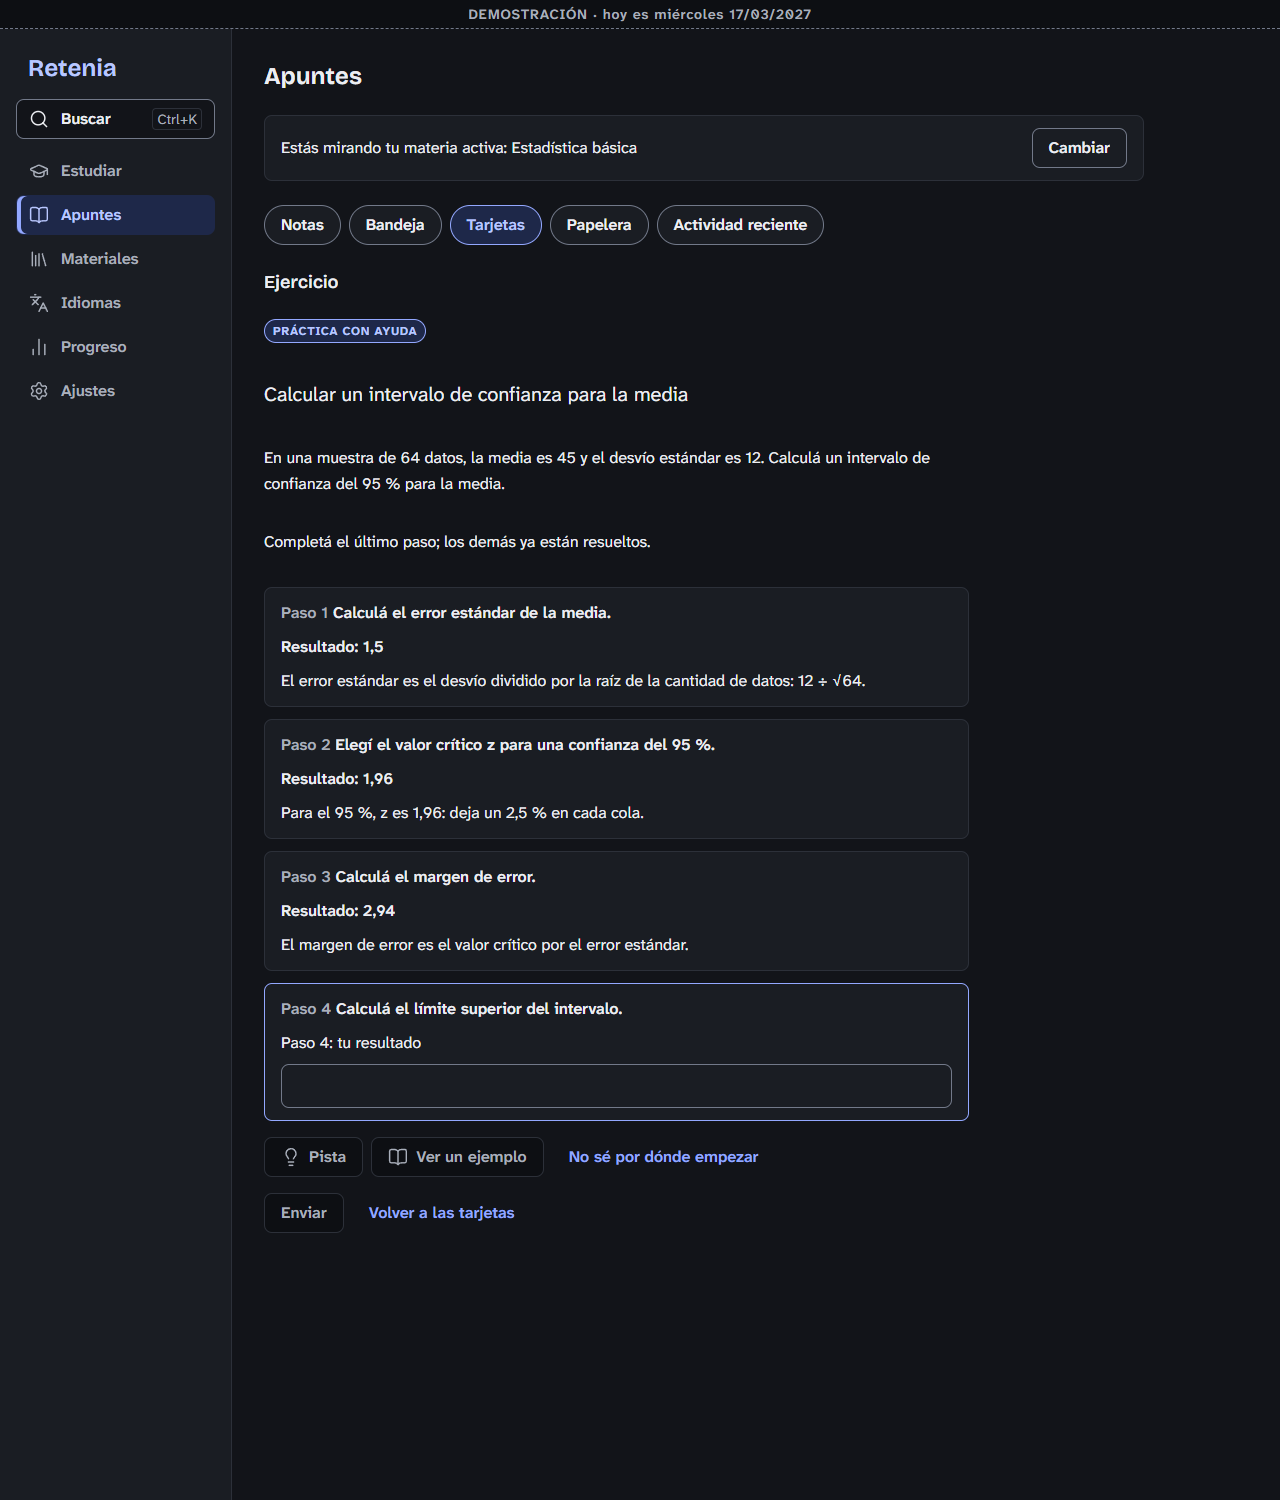 DEMOSTRACIÓN · hoy es miércoles 17/03/2027
Retenia
Buscar Ctrl+K
Estudiar
Apuntes
Materiales
Idiomas
Progreso
Ajustes
Apuntes
Estás mirando tu materia activa: Estadística básica
Cambiar
Notas Bandeja Tarjetas Papelera Actividad reciente
Ejercicio
PRÁCTICA CON AYUDA
Calcular un intervalo de confianza para la media
En una muestra de 64 datos, la media es 45 y el desvío estándar es 12. Calculá un intervalo de
confianza del 95 % para la media.
Completá el último paso; los demás ya están resueltos.
Paso 1 Calculá el error estándar de la media.
Resultado: 1,5
El error estándar es el desvío dividido por la raíz de la cantidad de datos: 12 ÷ √64.
Paso 2 Elegí el valor crítico z para una confianza del 95 %.
Resultado: 1,96
Para el 95 %, z es 1,96: deja un 2,5 % en cada cola.
Paso 3 Calculá el margen de error.
Resultado: 2,94
El margen de error es el valor crítico por el error estándar.
Paso 4 Calculá el límite superior del intervalo.
Paso 4: tu resultado
Pista Ver un ejemplo No sé por dónde empezar
Enviar Volver a las tarjetas